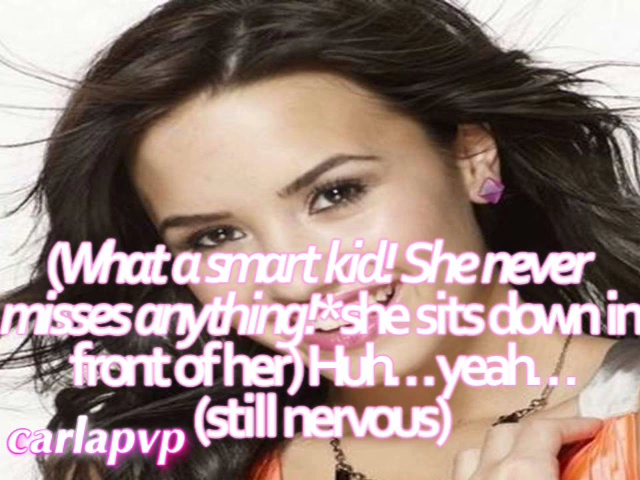 (What a smart kid! She never
misses anything!*she sits down in
front of her) Huh…yeah…
(still nervous)
carlapvp